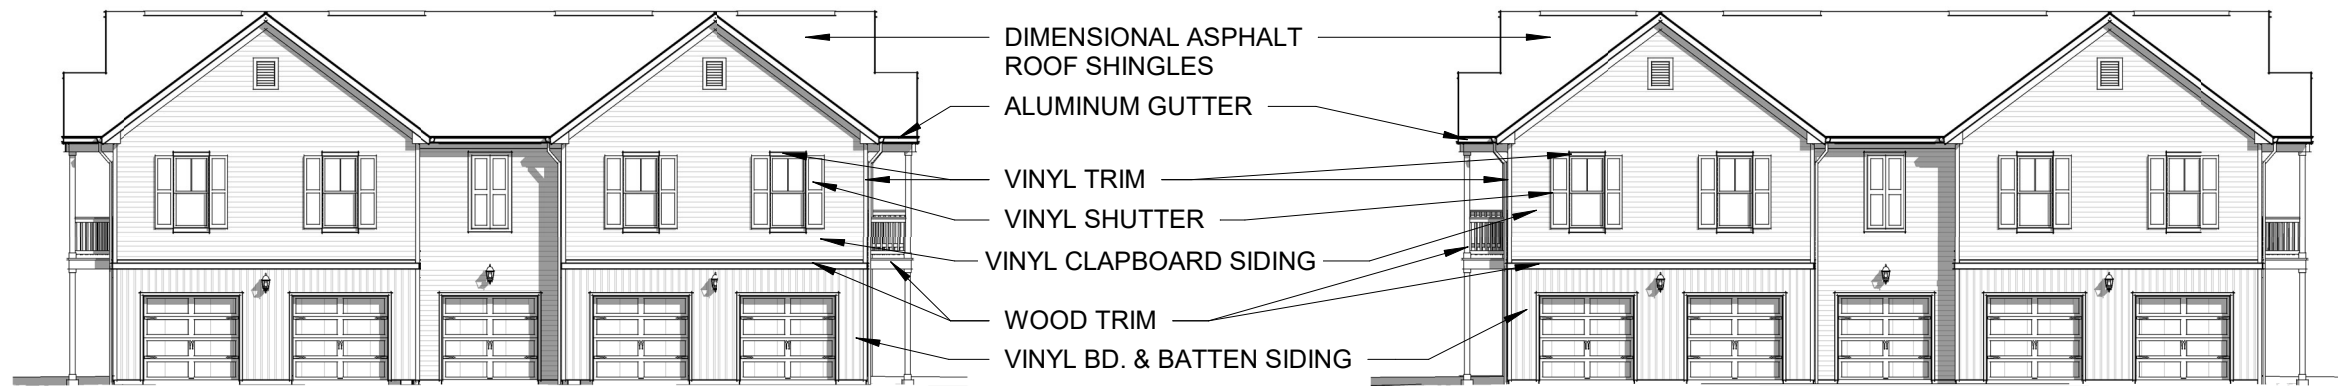 DIMENSIONAL ASPHALT
ROOF SHINGLES
ALUMINUM GUTTER
VINYL TRIM
VINYL SHUTTER
VINYL CLAPBOARD SIDING
WOOD TRIM
VINYL BD. & BATTEN SIDING